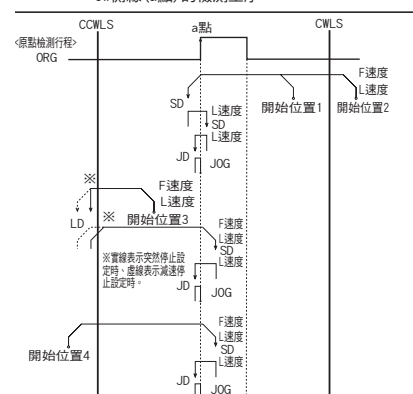 CCWLS
a點
CWLS
<原點檢測行程>
ORG
F速度
SD
L速度
開始位置1
開始位置2
L速度
SD
L速度
JD
JOG
※
F速度
L速度
LD
※
開始位置3
F速度
L速度
SD
※實線表示突然停止設
定時、虛線表示減速停
止設定時。
L速度
JD
JOG
F速度
L速度
SD
開始位置4
L速度
JD
JOG